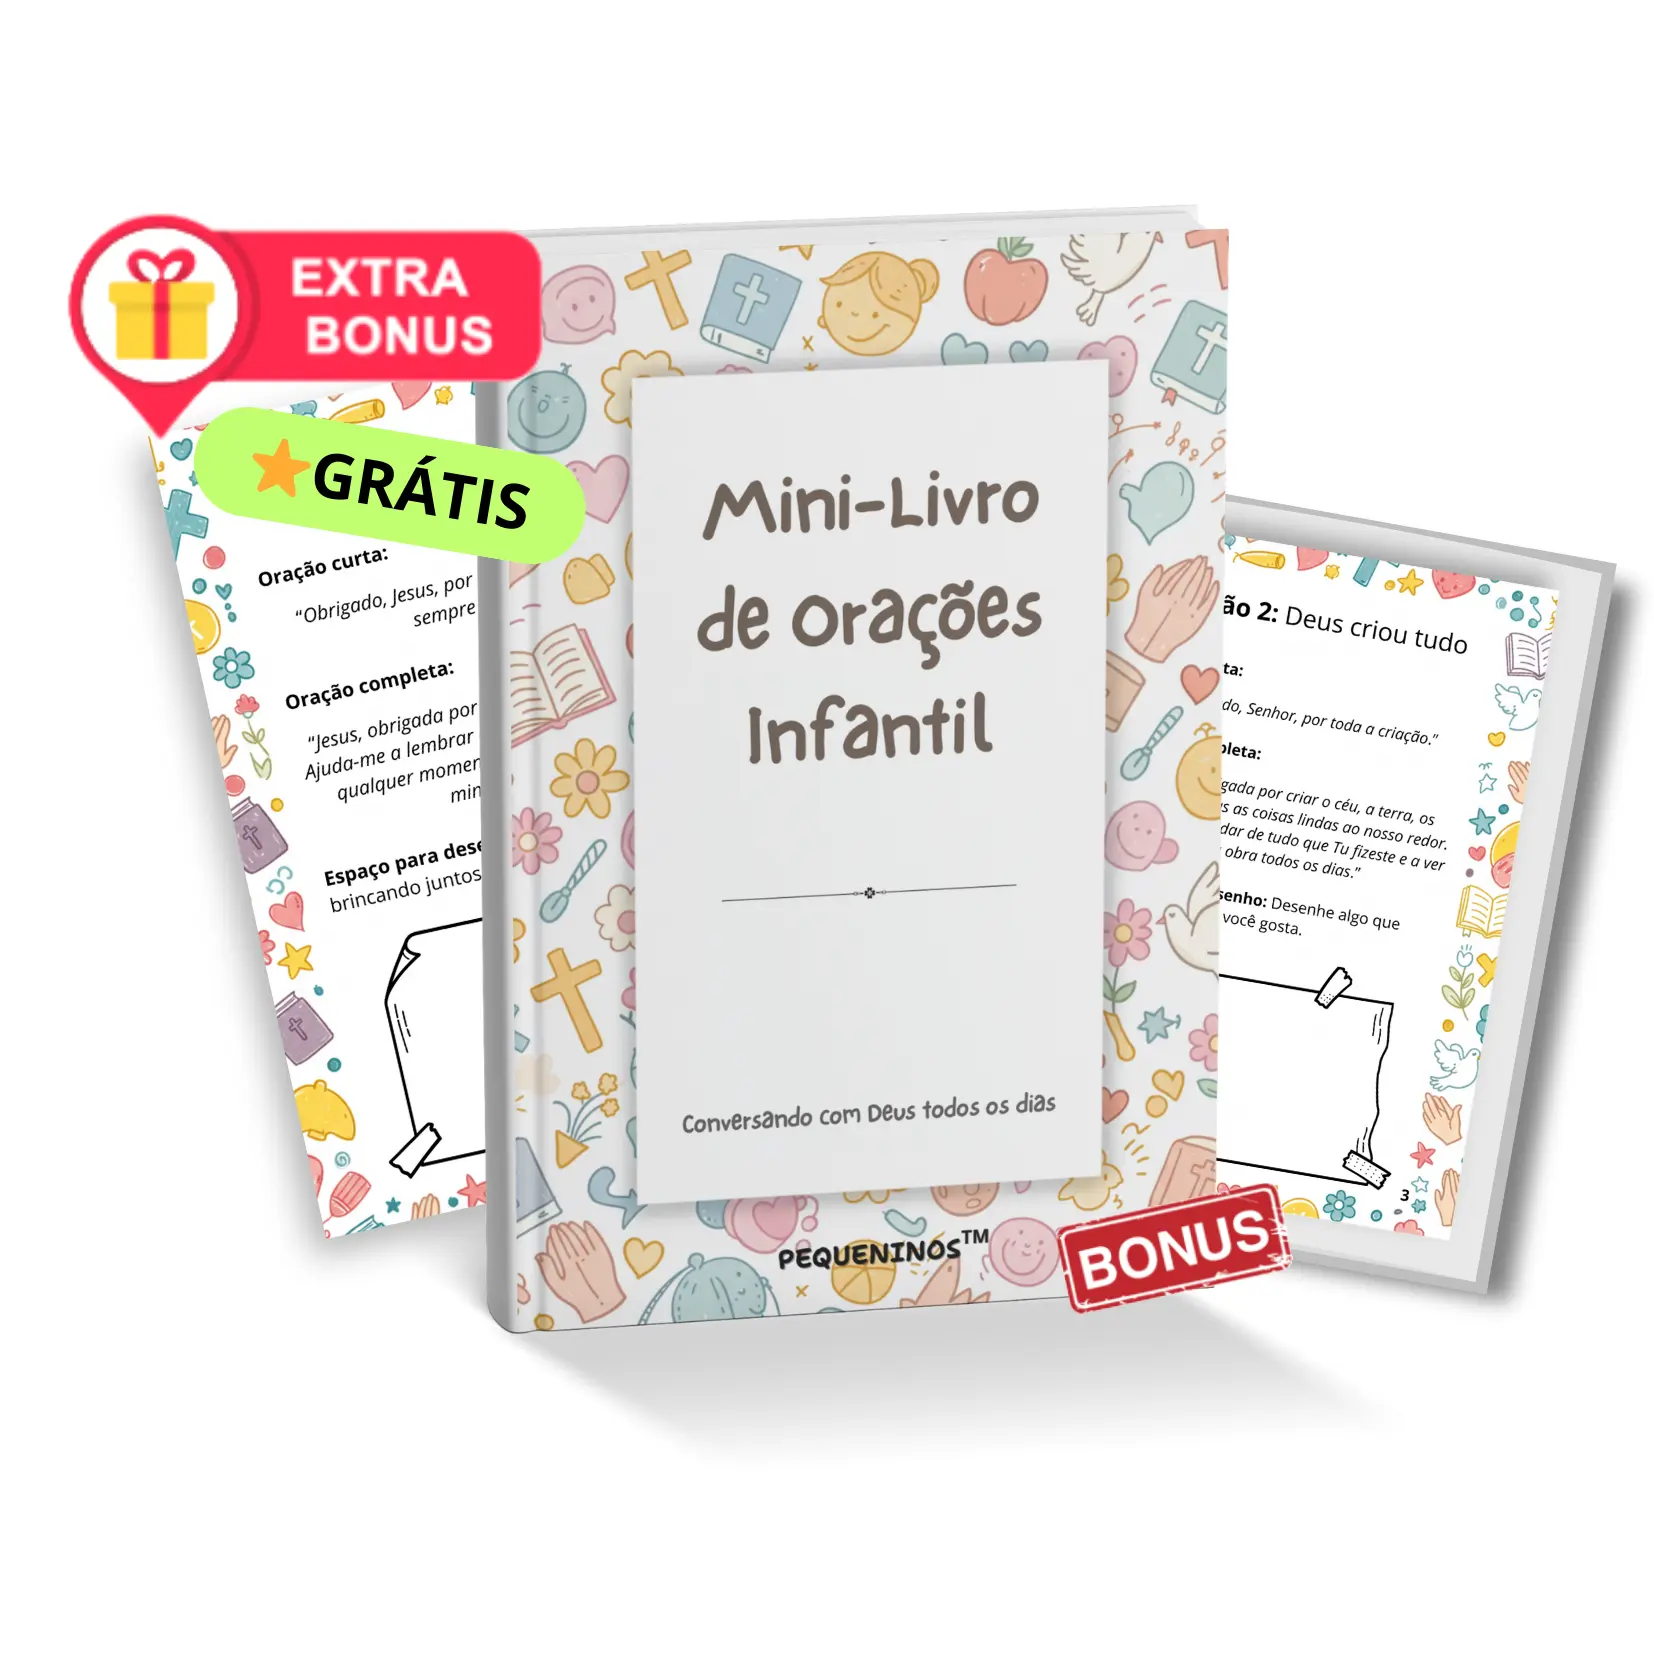 EXTRA
BONUS
GRÁTIS
Oração curta:
“Obrigado, Jesus, por
sempre
Oração completa:
“Jesus, obrigada por
Ajuda-me a lembrar
qualquer momen
min
Espaço para dese
brincando juntos
Mini-Livro
de orações
Infantil
Conversando com Deus todos os dias
PEQUENINOS™
BONUS
ão 2: Deus criou tudo
ta:
do, Senhor, por toda a criação.”
pleta:
gada por criar o céu, a terra, os
s as coisas lindas ao nosso redor.
dar de tudo que Tu fizeste e a ver
obra todos os dias.”
senho: Desenhe algo que
você gosta.
3